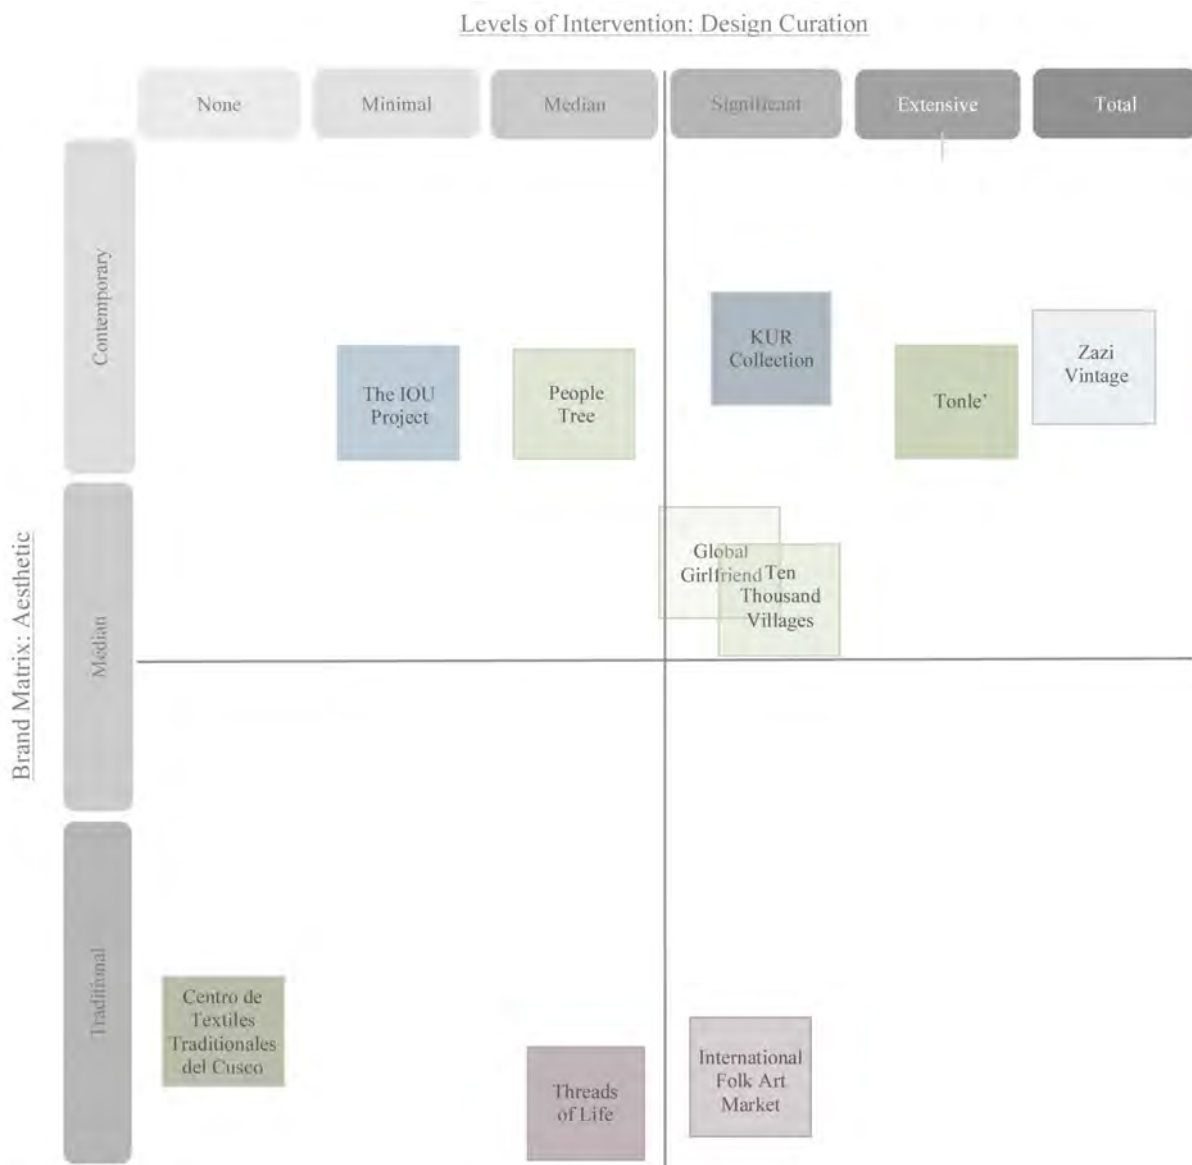 Levels of Intervention: Design Curation
None
Minimal
Median
Significant
Extensive
Total
Brand Matrix: Aesthetic
Contemporary
Median
Traditional
The IOU
Project
People
Tree
KUR
Collection
Tonle’
Zazi
Vintage
Global
Girlfriend
Ten
Thousand
Villages
Centro de
Textiles
Traditionales
del Cusco
Threads
of Life
International
Folk Art
Market